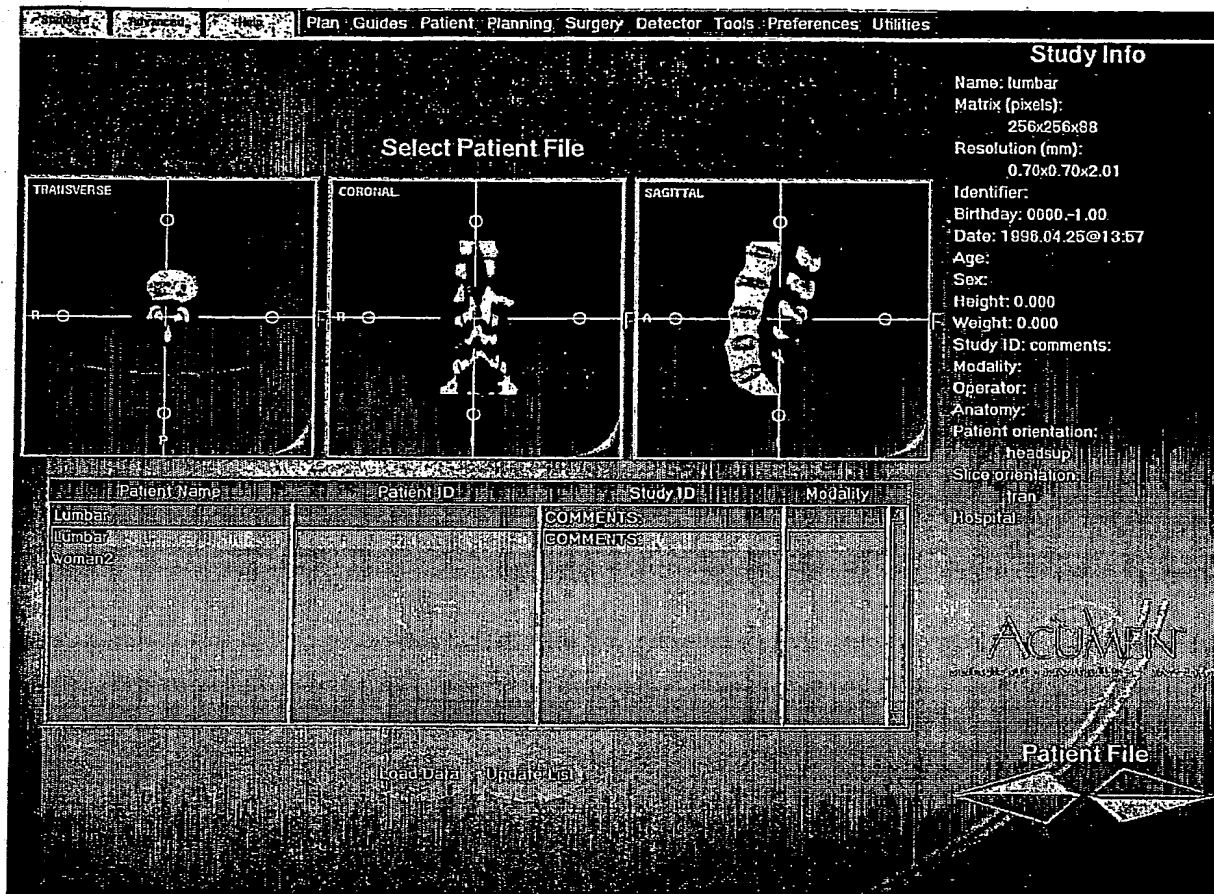 Standard Advanced Help Plan Guides Patient Planning Surgery Detector Tools Preferences Utilities
Study Info
Name: lumbar
Matrix (pixels):
256x256x88
Resolution (mm):
0.70x0.70x2.01
Identifier:
Birthday: 0000.-1.00
Date: 1996.04.25@13:57
Age:
Sex:
Height: 0.000
Weight: 0.000
Study ID: comments:
Modality:
Operator:
Anatomy:
Patient orientation:
headsup
Slice orientation:
tran
Hospital:
Select Patient File
TRANSVERSE CORONAL SAGITTAL
R R A
P
Patient Name Patient ID Study ID Modality
Lumbar COMMENTS:
Lumbar COMMENTS:
woman2
Load Data Update List
ACUMEN
Patient File